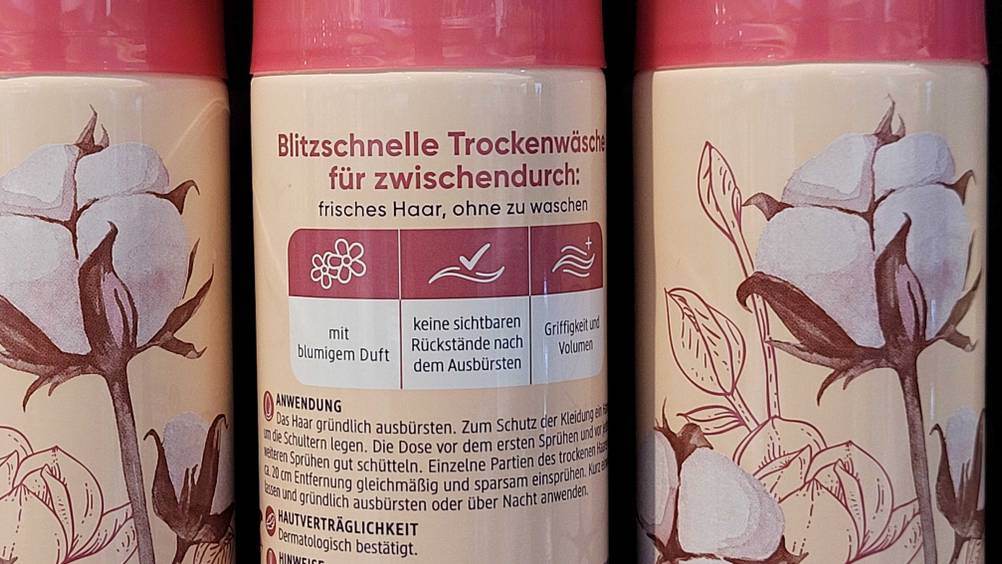 Blitzschnelle Trockenwäsche
für zwischendurch:
frisches Haar, ohne zu waschen
mit
blumigem Duft
keine sichtbaren
Rückstände nach
dem Ausbürsten
Griffigkeit und
Volumen
ANWENDUNG
Das Haar gründlich ausbürsten. Zum Schutz der Kleidung ein
um die Schultern legen. Die Dose vor dem ersten Sprühen und vor
weiteren Sprühen gut schütteln. Einzelne Partien des trockenen
ca. 20 cm Entfernung gleichmäßig und sparsam einsprühen. Kurz
lassen und gründlich ausbürsten oder über Nacht anwenden.
HAUTVERTRÄGLICHKEIT
Dermatologisch bestätigt.
HINWEISE